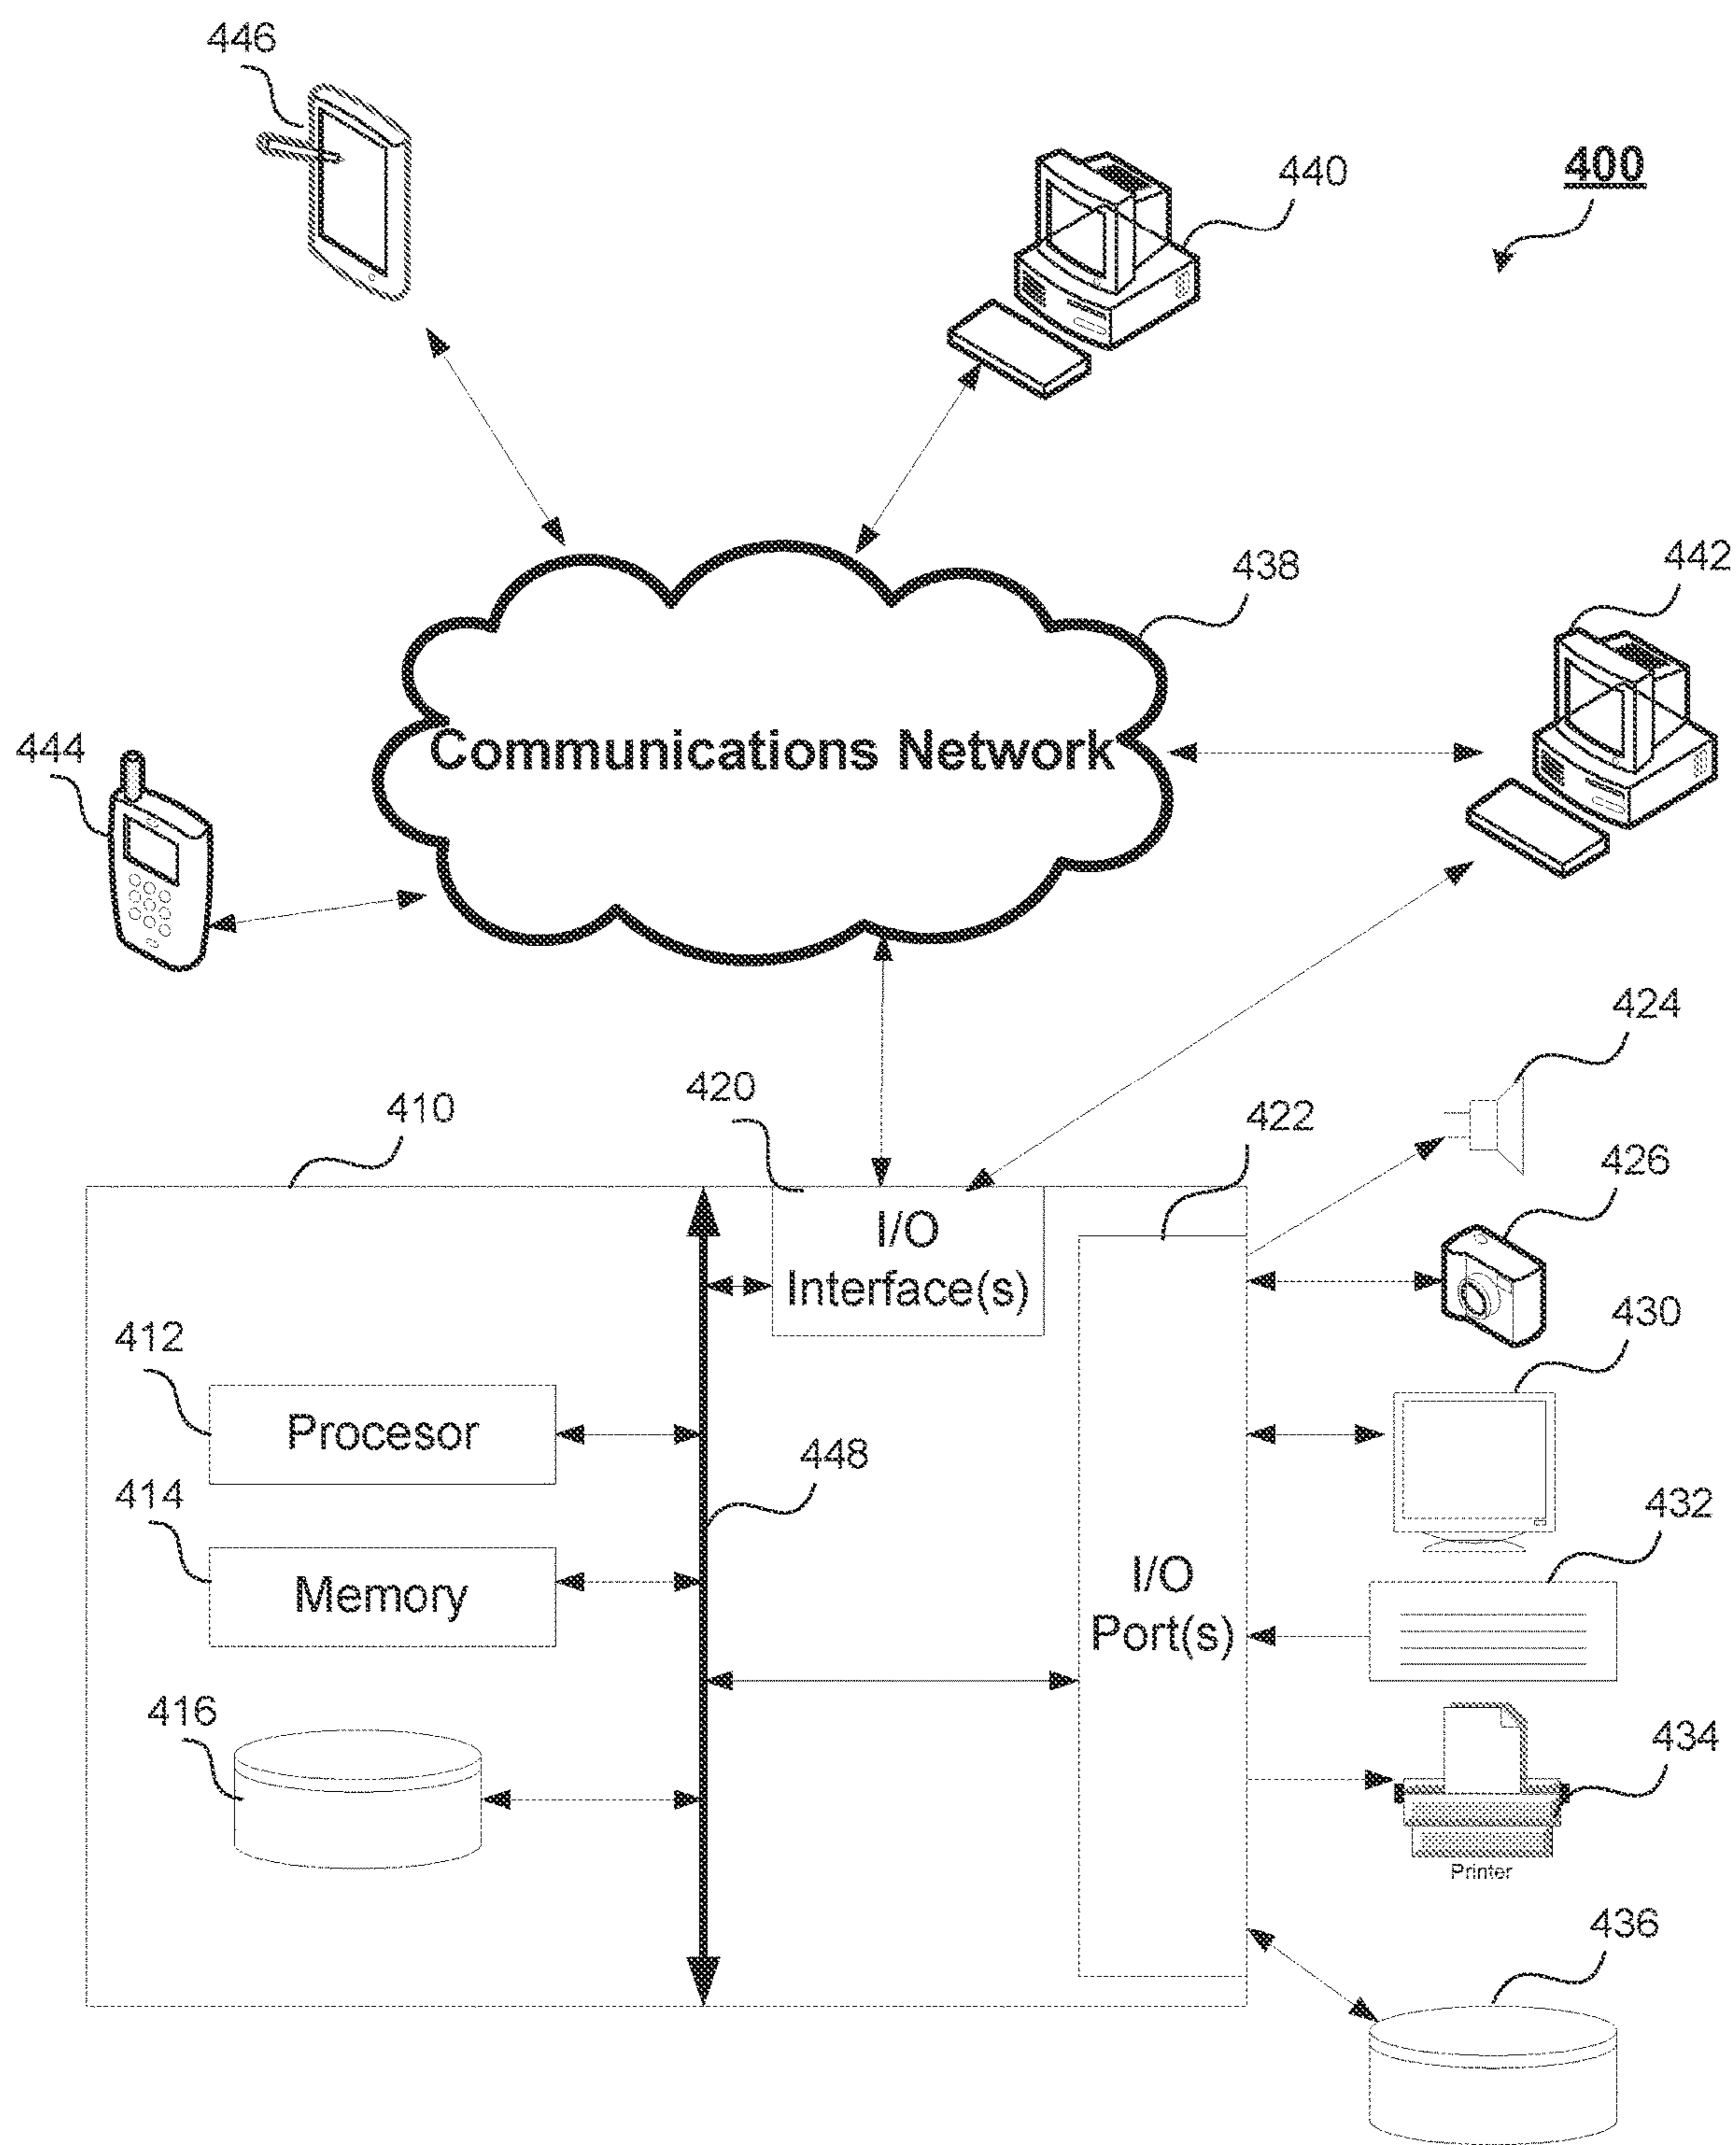 446
440
400
438
442
Communications Network
444
424
420
410
422
426
I/O
Interface(s)
412
430
Procesor
448
414
432
Memory
I/O
Port(s)
416
434
Printer
436